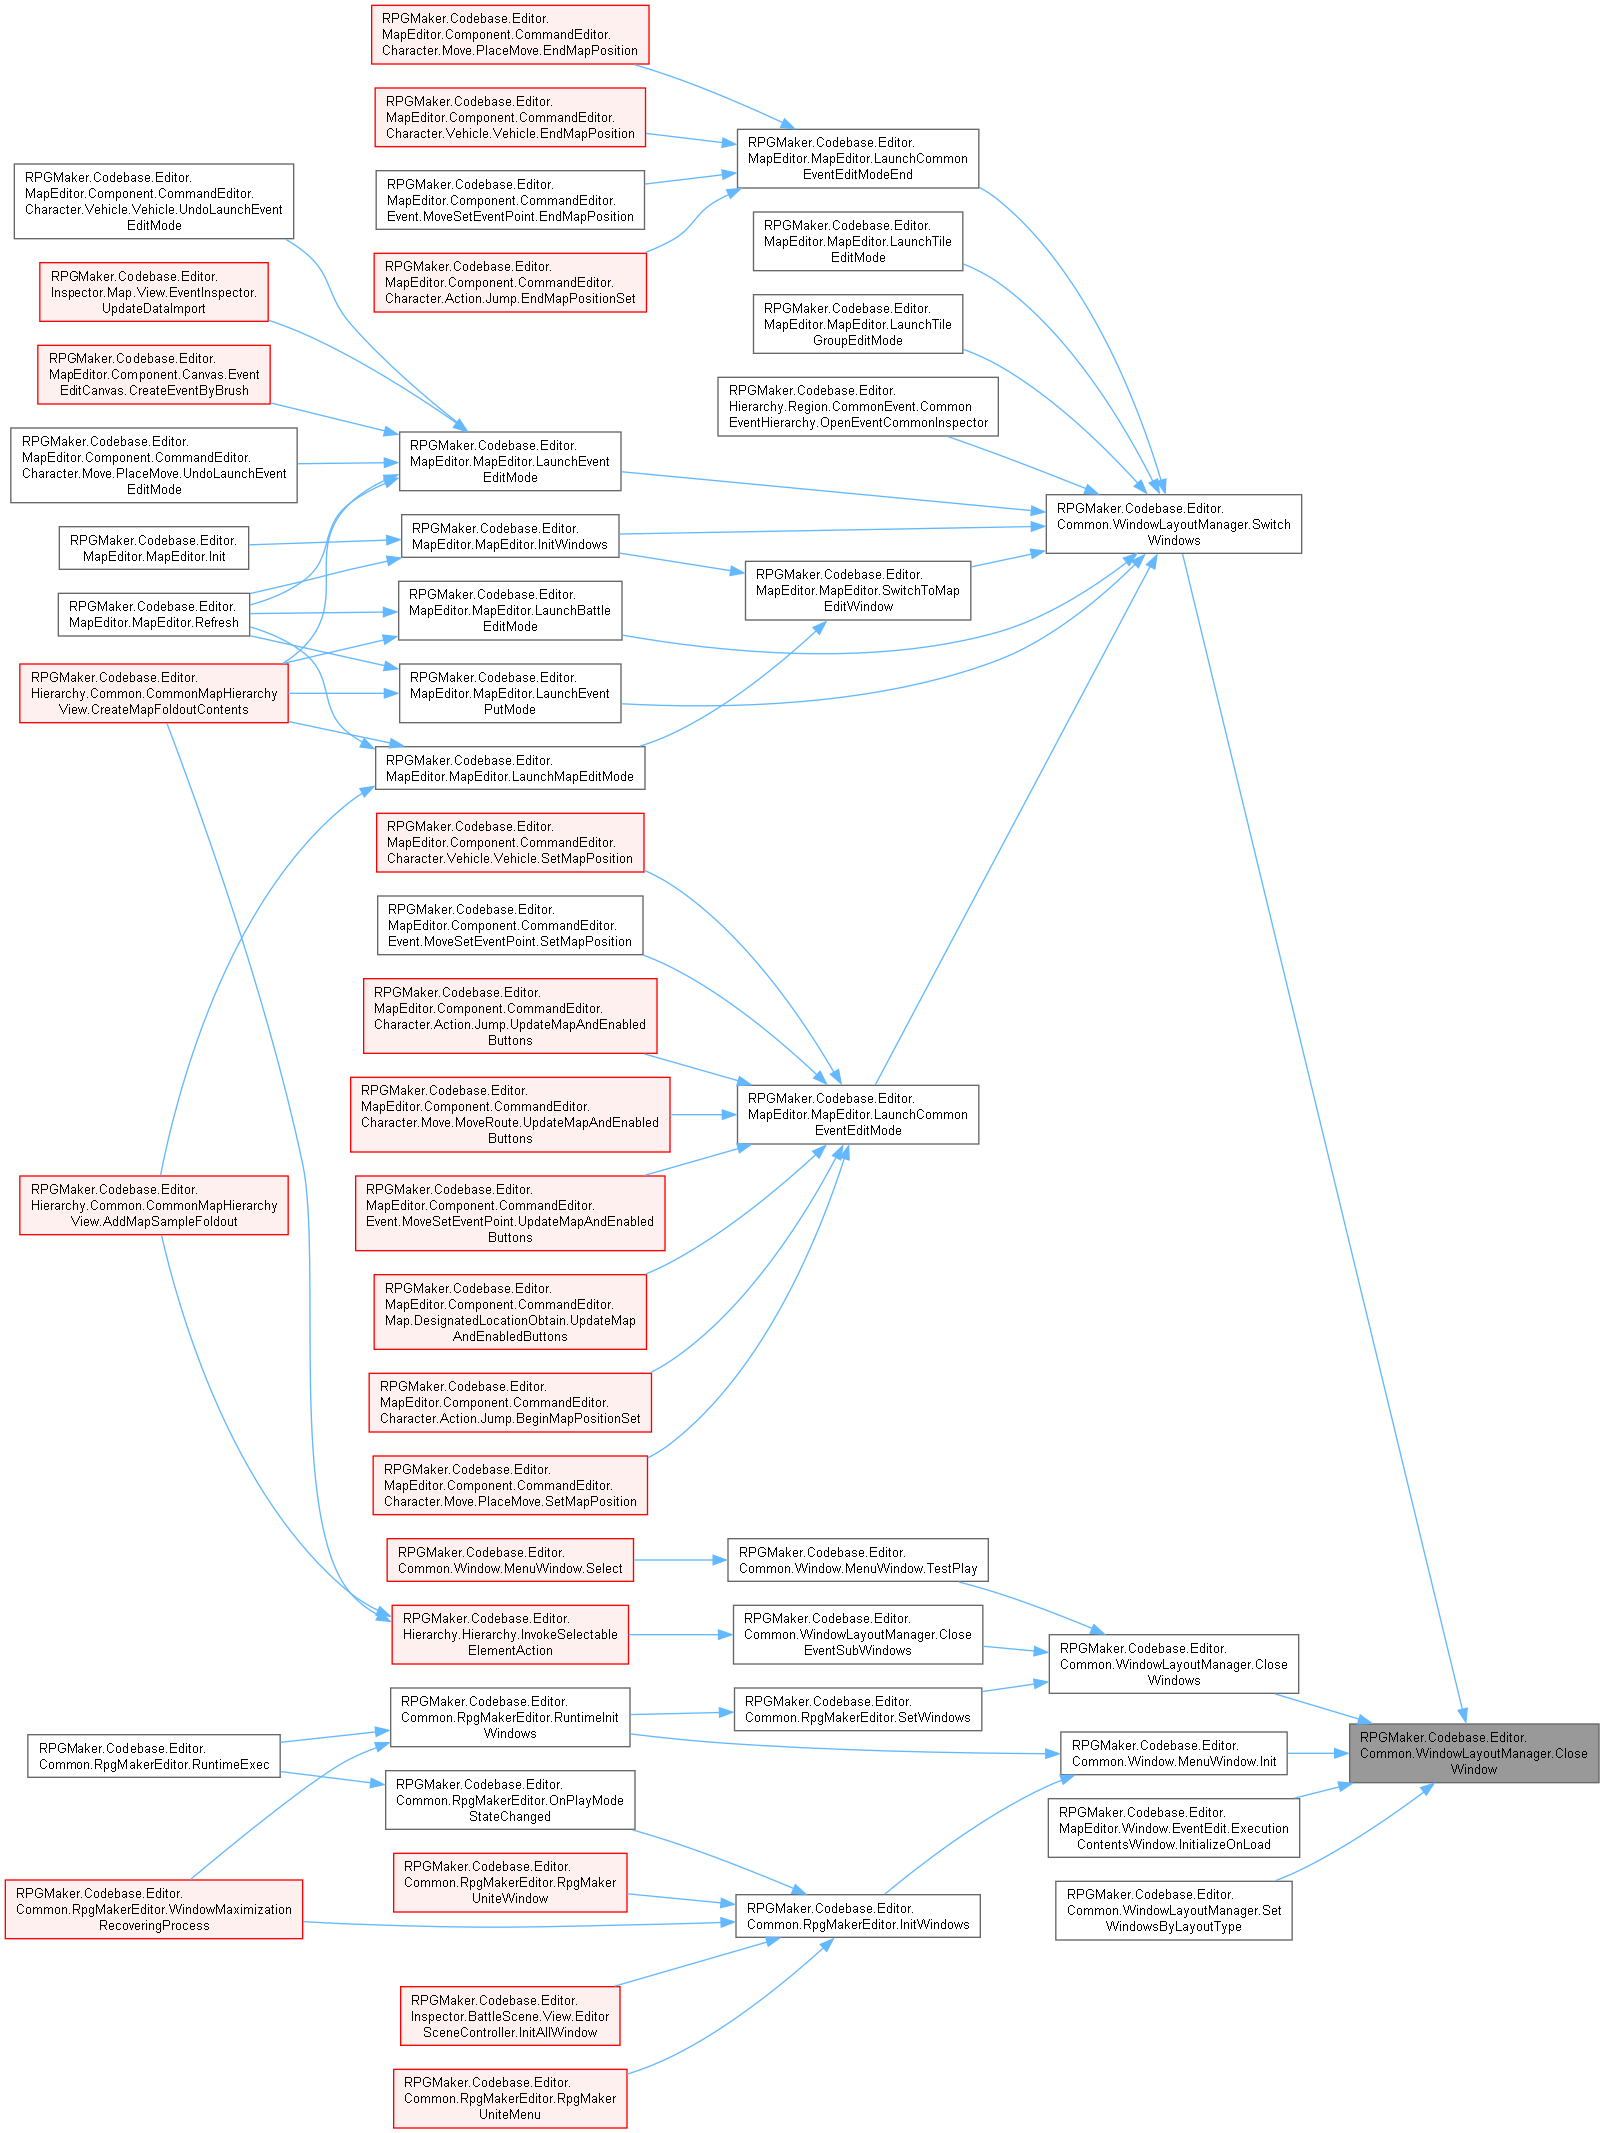 RPGMaker.Codebase.Editor.
MapEditor.Component.CommandEditor.
Character.Move.PlaceMove.EndMapPosition
RPGMaker.Codebase.Editor.
MapEditor.Component.CommandEditor.
Character.Vehicle.Vehicle.EndMapPosition
RPGMaker.Codebase.Editor.
MapEditor.MapEditor.LaunchCommon
EventEditModeEnd
RPGMaker.Codebase.Editor.
MapEditor.Component.CommandEditor.
Character.Vehicle.Vehicle.UndoLaunchEvent
EditMode
RPGMaker.Codebase.Editor.
MapEditor.Component.CommandEditor.
Event.MoveSetEventPoint.EndMapPosition
RPGMaker.Codebase.Editor.
MapEditor.MapEditor.LaunchTile
EditMode
RPGMaker.Codebase.Editor.
Inspector.Map.View.EventInspector.
UpdateDataImport
RPGMaker.Codebase.Editor.
MapEditor.Component.CommandEditor.
Character.Action.Jump.EndMapPositionSet
RPGMaker.Codebase.Editor.
MapEditor.MapEditor.LaunchTile
GroupEditMode
RPGMaker.Codebase.Editor.
MapEditor.Component.Canvas.Event
EditCanvas.CreateEventByBrush
RPGMaker.Codebase.Editor.
Hierarchy.Region.CommonEvent.Common
EventHierarchy.OpenEventCommonInspector
RPGMaker.Codebase.Editor.
MapEditor.Component.CommandEditor.
Character.Move.PlaceMove.UndoLaunchEvent
EditMode
RPGMaker.Codebase.Editor.
MapEditor.MapEditor.LaunchEvent
EditMode
RPGMaker.Codebase.Editor.
Common.WindowLayoutManager.Switch
Windows
RPGMaker.Codebase.Editor.
MapEditor.MapEditor.Init
RPGMaker.Codebase.Editor.
MapEditor.MapEditor.InitWindows
RPGMaker.Codebase.Editor.
MapEditor.MapEditor.SwitchToMap
EditWindow
RPGMaker.Codebase.Editor.
MapEditor.MapEditor.Refresh
RPGMaker.Codebase.Editor.
MapEditor.MapEditor.LaunchBattle
EditMode
RPGMaker.Codebase.Editor.
Hierarchy.Common.CommonMapHierarchy
View.CreateMapFoldoutContents
RPGMaker.Codebase.Editor.
MapEditor.MapEditor.LaunchEvent
PutMode
RPGMaker.Codebase.Editor.
MapEditor.MapEditor.LaunchMapEditMode
RPGMaker.Codebase.Editor.
MapEditor.Component.CommandEditor.
Character.Vehicle.Vehicle.SetMapPosition
RPGMaker.Codebase.Editor.
MapEditor.Component.CommandEditor.
Event.MoveSetEventPoint.SetMapPosition
RPGMaker.Codebase.Editor.
MapEditor.Component.CommandEditor.
Character.Action.Jump.UpdateMapAndEnabled
Buttons
RPGMaker.Codebase.Editor.
MapEditor.Component.CommandEditor.
Character.Move.MoveRoute.UpdateMapAndEnabled
Buttons
RPGMaker.Codebase.Editor.
MapEditor.MapEditor.LaunchCommon
EventEditMode
RPGMaker.Codebase.Editor.
Hierarchy.Common.CommonMapHierarchy
View.AddMapSampleFoldout
RPGMaker.Codebase.Editor.
MapEditor.Component.CommandEditor.
Event.MoveSetEventPoint.UpdateMapAndEnabled
Buttons
RPGMaker.Codebase.Editor.
MapEditor.Component.CommandEditor.
Map.DesignatedLocationObtain.UpdateMap
AndEnabledButtons
RPGMaker.Codebase.Editor.
MapEditor.Component.CommandEditor.
Character.Action.Jump.BeginMapPositionSet
RPGMaker.Codebase.Editor.
MapEditor.Component.CommandEditor.
Character.Move.PlaceMove.SetMapPosition
RPGMaker.Codebase.Editor.
Common.Window.MenuWindow.Select
RPGMaker.Codebase.Editor.
Common.Window.MenuWindow.TestPlay
RPGMaker.Codebase.Editor.
Hierarchy.Hierarchy.InvokeSelectable
ElementAction
RPGMaker.Codebase.Editor.
Common.WindowLayoutManager.Close
EventSubWindows
RPGMaker.Codebase.Editor.
Common.WindowLayoutManager.Close
Windows
RPGMaker.Codebase.Editor.
Common.RpgMakerEditor.RuntimeInit
Windows
RPGMaker.Codebase.Editor.
Common.RpgMakerEditor.SetWindows
RPGMaker.Codebase.Editor.
Common.WindowLayoutManager.Close
Window
RPGMaker.Codebase.Editor.
Common.RpgMakerEditor.RuntimeExec
RPGMaker.Codebase.Editor.
Common.Window.MenuWindow.Init
RPGMaker.Codebase.Editor.
Common.RpgMakerEditor.OnPlayMode
StateChanged
RPGMaker.Codebase.Editor.
MapEditor.Window.EventEdit.Execution
ContentsWindow.InitializeOnLoad
RPGMaker.Codebase.Editor.
Common.RpgMakerEditor.RpgMaker
UniteWindow
RPGMaker.Codebase.Editor.
Common.RpgMakerEditor.WindowMaximization
RecoveringProcess
RPGMaker.Codebase.Editor.
Common.RpgMakerEditor.InitWindows
RPGMaker.Codebase.Editor.
Common.WindowLayoutManager.Set
WindowsByLayoutType
RPGMaker.Codebase.Editor.
Inspector.BattleScene.View.Editor
SceneController.InitAllWindow
RPGMaker.Codebase.Editor.
Common.RpgMakerEditor.RpgMaker
UniteMenu